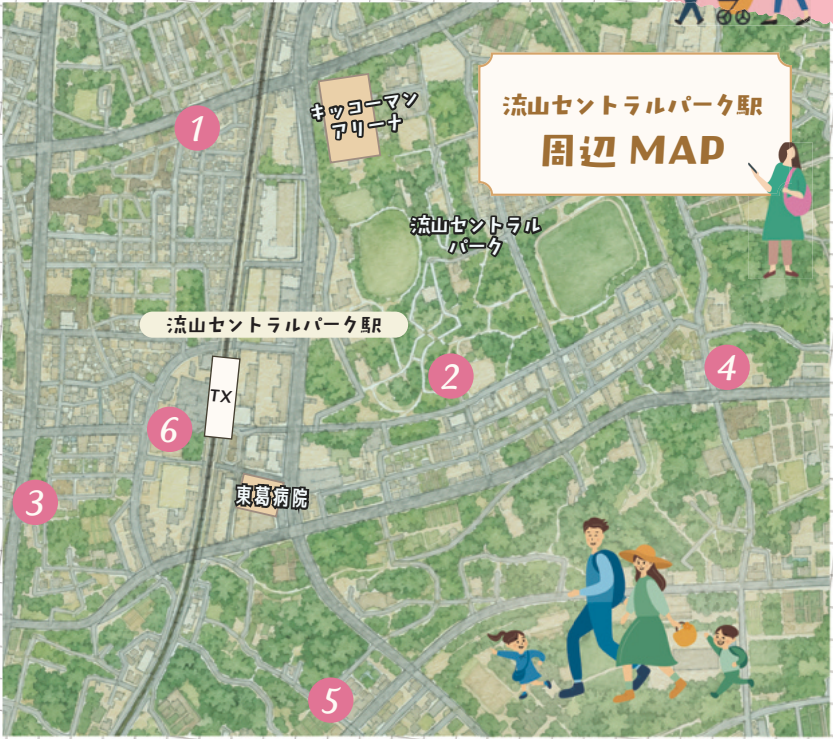 流山セントラルパーク駅
周辺 MAP
キッコーマン
アリーナ
1
流山セントラル
パーク
流山セントラルパーク駅
TX
2
4
6
東葛病院
3
5